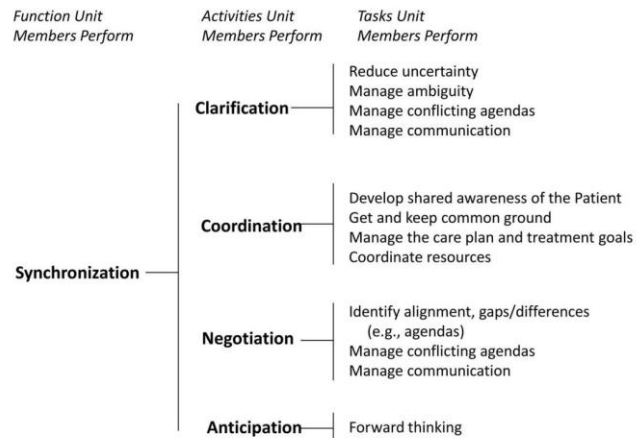 Function Unit
Members Perform
Activities Unit
Members Perform
Tasks Unit
Members Perform
Synchronization
Clarification
Reduce uncertainty
Manage ambiguity
Manage conflicting agendas
Manage communication
Coordination
Develop shared awareness of the Patient
Get and keep common ground
Manage the care plan and treatment goals
Coordinate resources
Negotiation
Identify alignment, gaps/differences
(e.g., agendas)
Manage conflicting agendas
Manage communication
Anticipation
Forward thinking